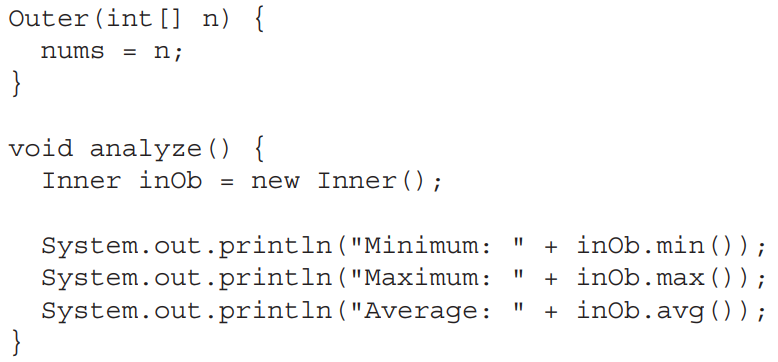 Outer(int[] n) {
  nums = n;
}

void analyze() {
  Inner inOb = new Inner();

  System.out.println("Minimum: " + inOb.min());
  System.out.println("Maximum: " + inOb.max());
  System.out.println("Average: " + inOb.avg());
}